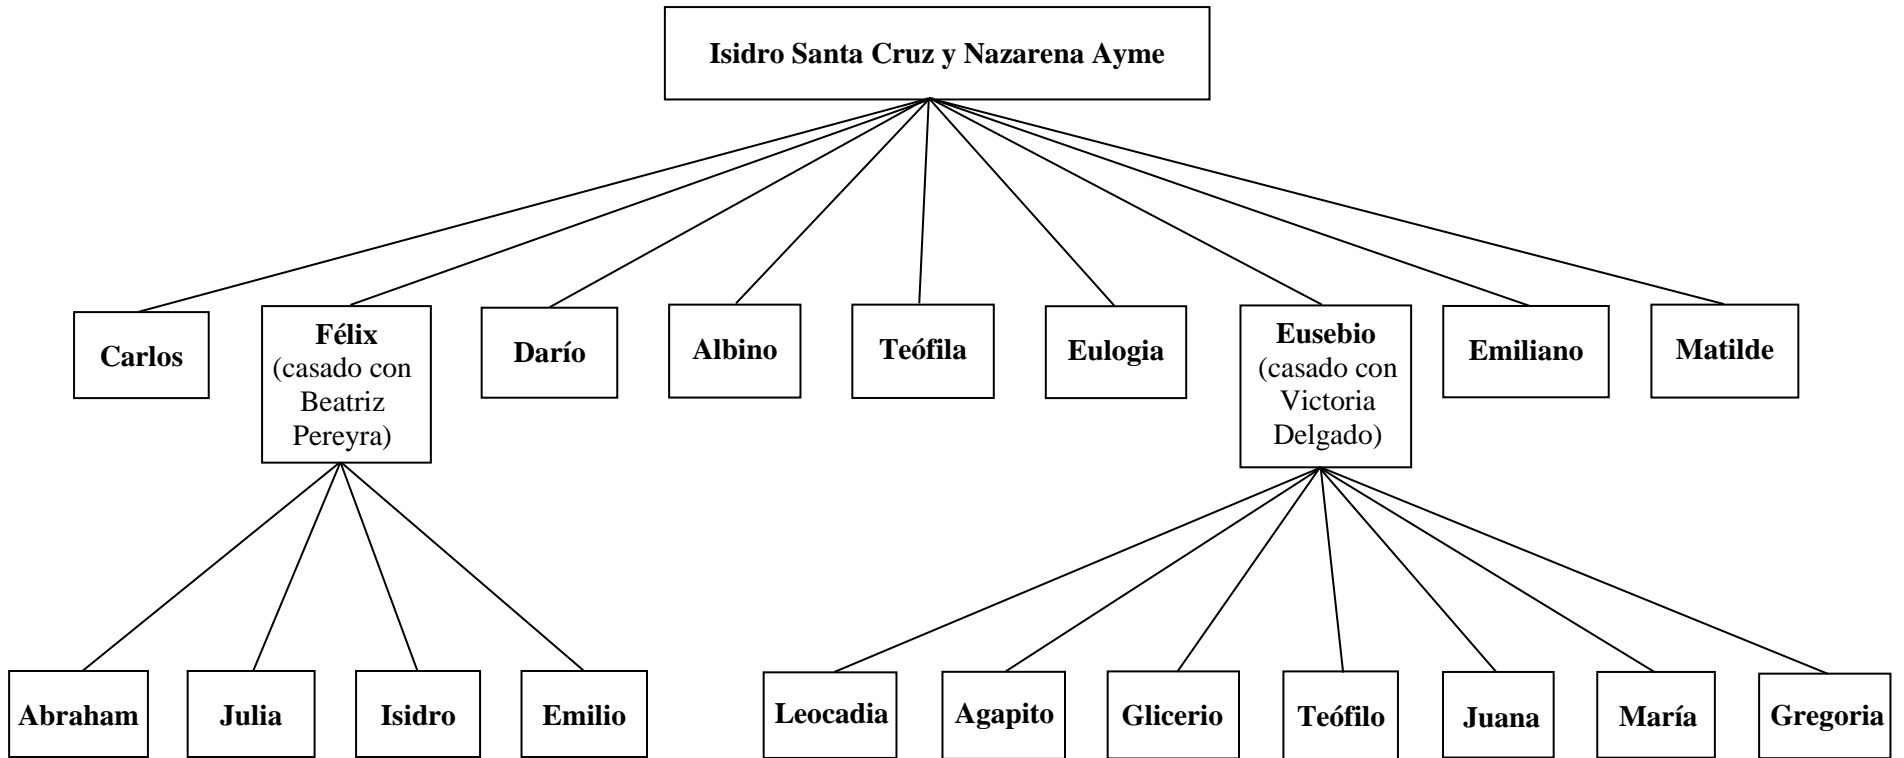 Isidro Santa Cruz y Nazarena Ayme
Carlos
Félix
(casado con
Beatriz
Pereyra)
Darío
Albino
Teófila
Eulogia
Eusebio
(casado con
Victoria
Delgado)
Emiliano
Matilde
Abraham
Julia
Isidro
Emilio
Leocadia
Agapito
Glicerio
Teófilo
Juana
María
Gregoria